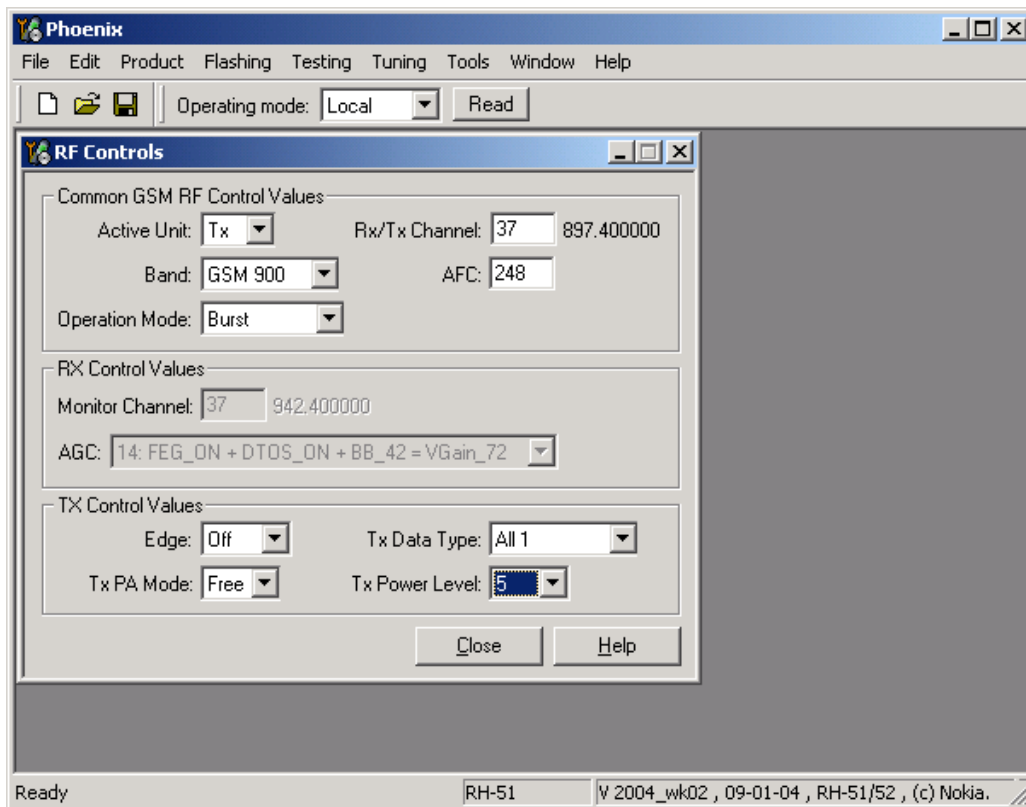 Phoenix
File Edit Product Flashing Testing Tuning Tools Window Help
Operating mode: Local Read
RF Controls
Common GSM RF Control Values
Active Unit: Tx Rx/Tx Channel: 37 897.400000
Band: GSM 900 AFC: 248
Operation Mode: Burst
RX Control Values
Monitor Channel: 37 942.400000
AGC: 14: FEG_ON + DTOS_ON + BB_42 = VGain_72
TX Control Values
Edge: Off Tx Data Type: All 1
Tx PA Mode: Free Tx Power Level: 5
Close Help
Ready RH-51 V 2004_wk02 , 09-01-04 , RH-51/52 , (c) Nokia.